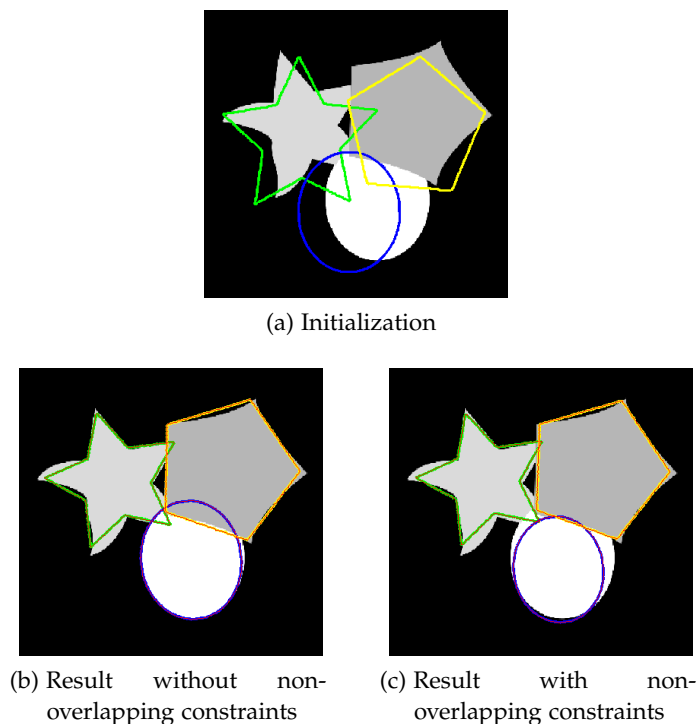 (a) Initialization
(b) Result without non-
overlapping constraints
(c) Result with non-
overlapping constraints